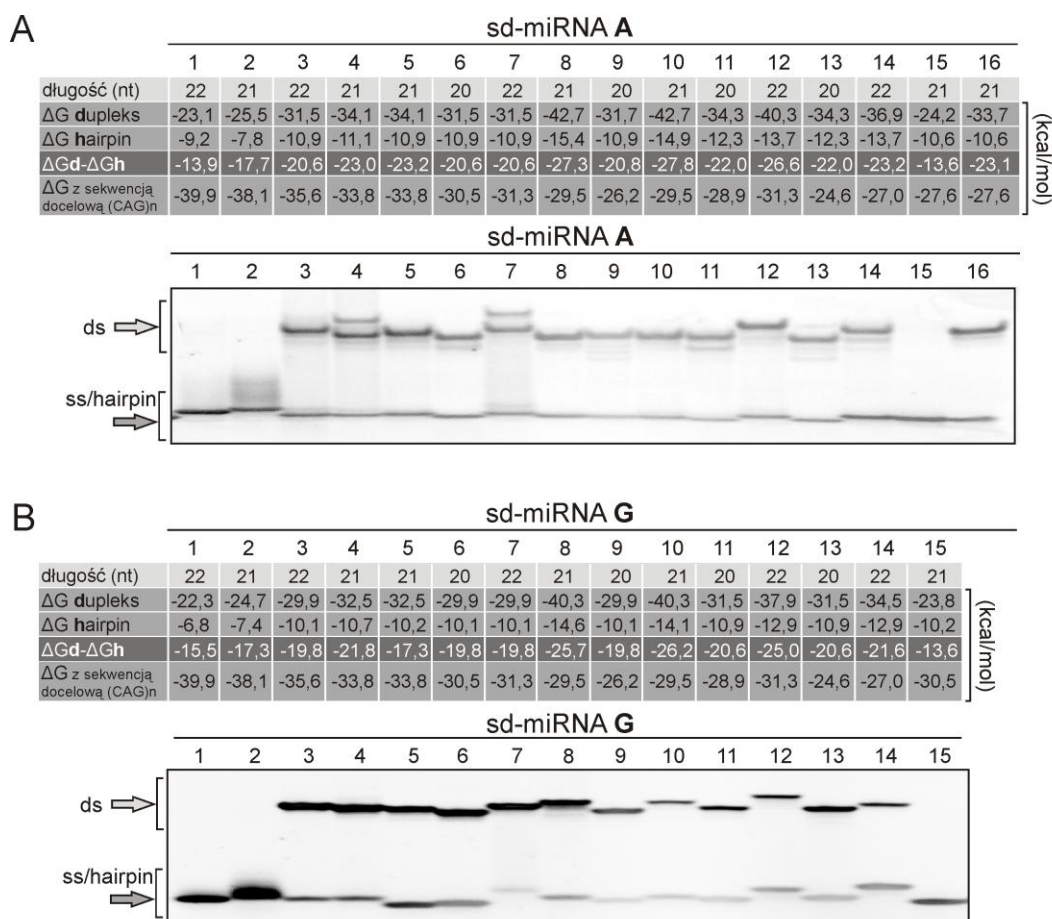 A
sd-miRNA A
1 2 3 4 5 6 7 8 9 10 11 12 13 14 15 16
długość (nt) 22 21 22 21 21 20 22 21 20 21 20 22 20 22 21 21
ΔG dupleks -23,1 -25,5 -31,5 -34,1 -34,1 -31,5 -31,5 -42,7 -31,7 -42,7 -34,3 -40,3 -34,3 -36,9 -24,2 -33,7
ΔG hairpin -9,2 -7,8 -10,9 -11,1 -10,9 -10,9 -10,9 -15,4 -10,9 -14,9 -12,3 -13,7 -12,3 -13,7 -10,6 -10,6
ΔGd-ΔGh -13,9 -17,7 -20,6 -23,0 -23,2 -20,6 -20,6 -27,3 -20,8 -27,8 -22,0 -26,6 -22,0 -23,2 -13,6 -23,1
ΔG z sekwencją
docelową (CAG)n -39,9 -38,1 -35,6 -33,8 -33,8 -30,5 -31,3 -29,5 -26,2 -29,5 -28,9 -31,3 -24,6 -27,0 -27,6 -27,6
(kcal/mol)
sd-miRNA A
1 2 3 4 5 6 7 8 9 10 11 12 13 14 15 16
ds
ss/hairpin
B
sd-miRNA G
1 2 3 4 5 6 7 8 9 10 11 12 13 14 15
długość (nt) 22 21 22 21 21 20 22 21 20 21 20 22 20 22 21
ΔG dupleks -22,3 -24,7 -29,9 -32,5 -32,5 -29,9 -29,9 -40,3 -29,9 -40,3 -31,5 -37,9 -31,5 -34,5 -23,8
ΔG hairpin -6,8 -7,4 -10,1 -10,7 -10,2 -10,1 -10,1 -14,6 -10,1 -14,1 -10,9 -12,9 -10,9 -12,9 -10,2
ΔGd-ΔGh -15,5 -17,3 -19,8 -21,8 -17,3 -19,8 -19,8 -25,7 -19,8 -26,2 -20,6 -25,0 -20,6 -21,6 -13,6
ΔG z sekwencją
docelową (CAG)n -39,9 -38,1 -35,6 -33,8 -33,8 -30,5 -31,3 -29,5 -26,2 -29,5 -28,9 -31,3 -24,6 -27,0 -30,5
(kcal/mol)
sd-miRNA G
1 2 3 4 5 6 7 8 9 10 11 12 13 14 15
ds
ss/hairpin